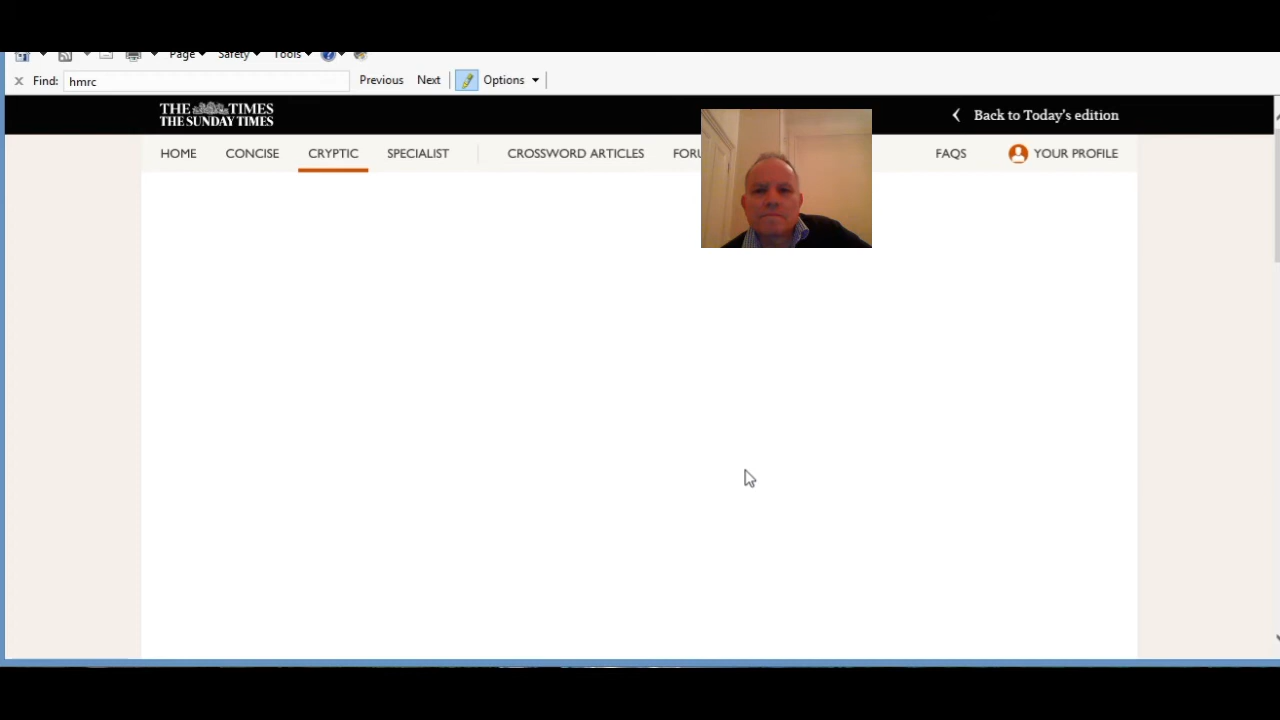 Page Safety Tools
Find: hmrc Previous Next Options
THE TIMES
THE SUNDAY TIMES
Back to Today's edition
HOME CONCISE CRYPTIC SPECIALIST CROSSWORD ARTICLES FORU FAQS YOUR PROFILE